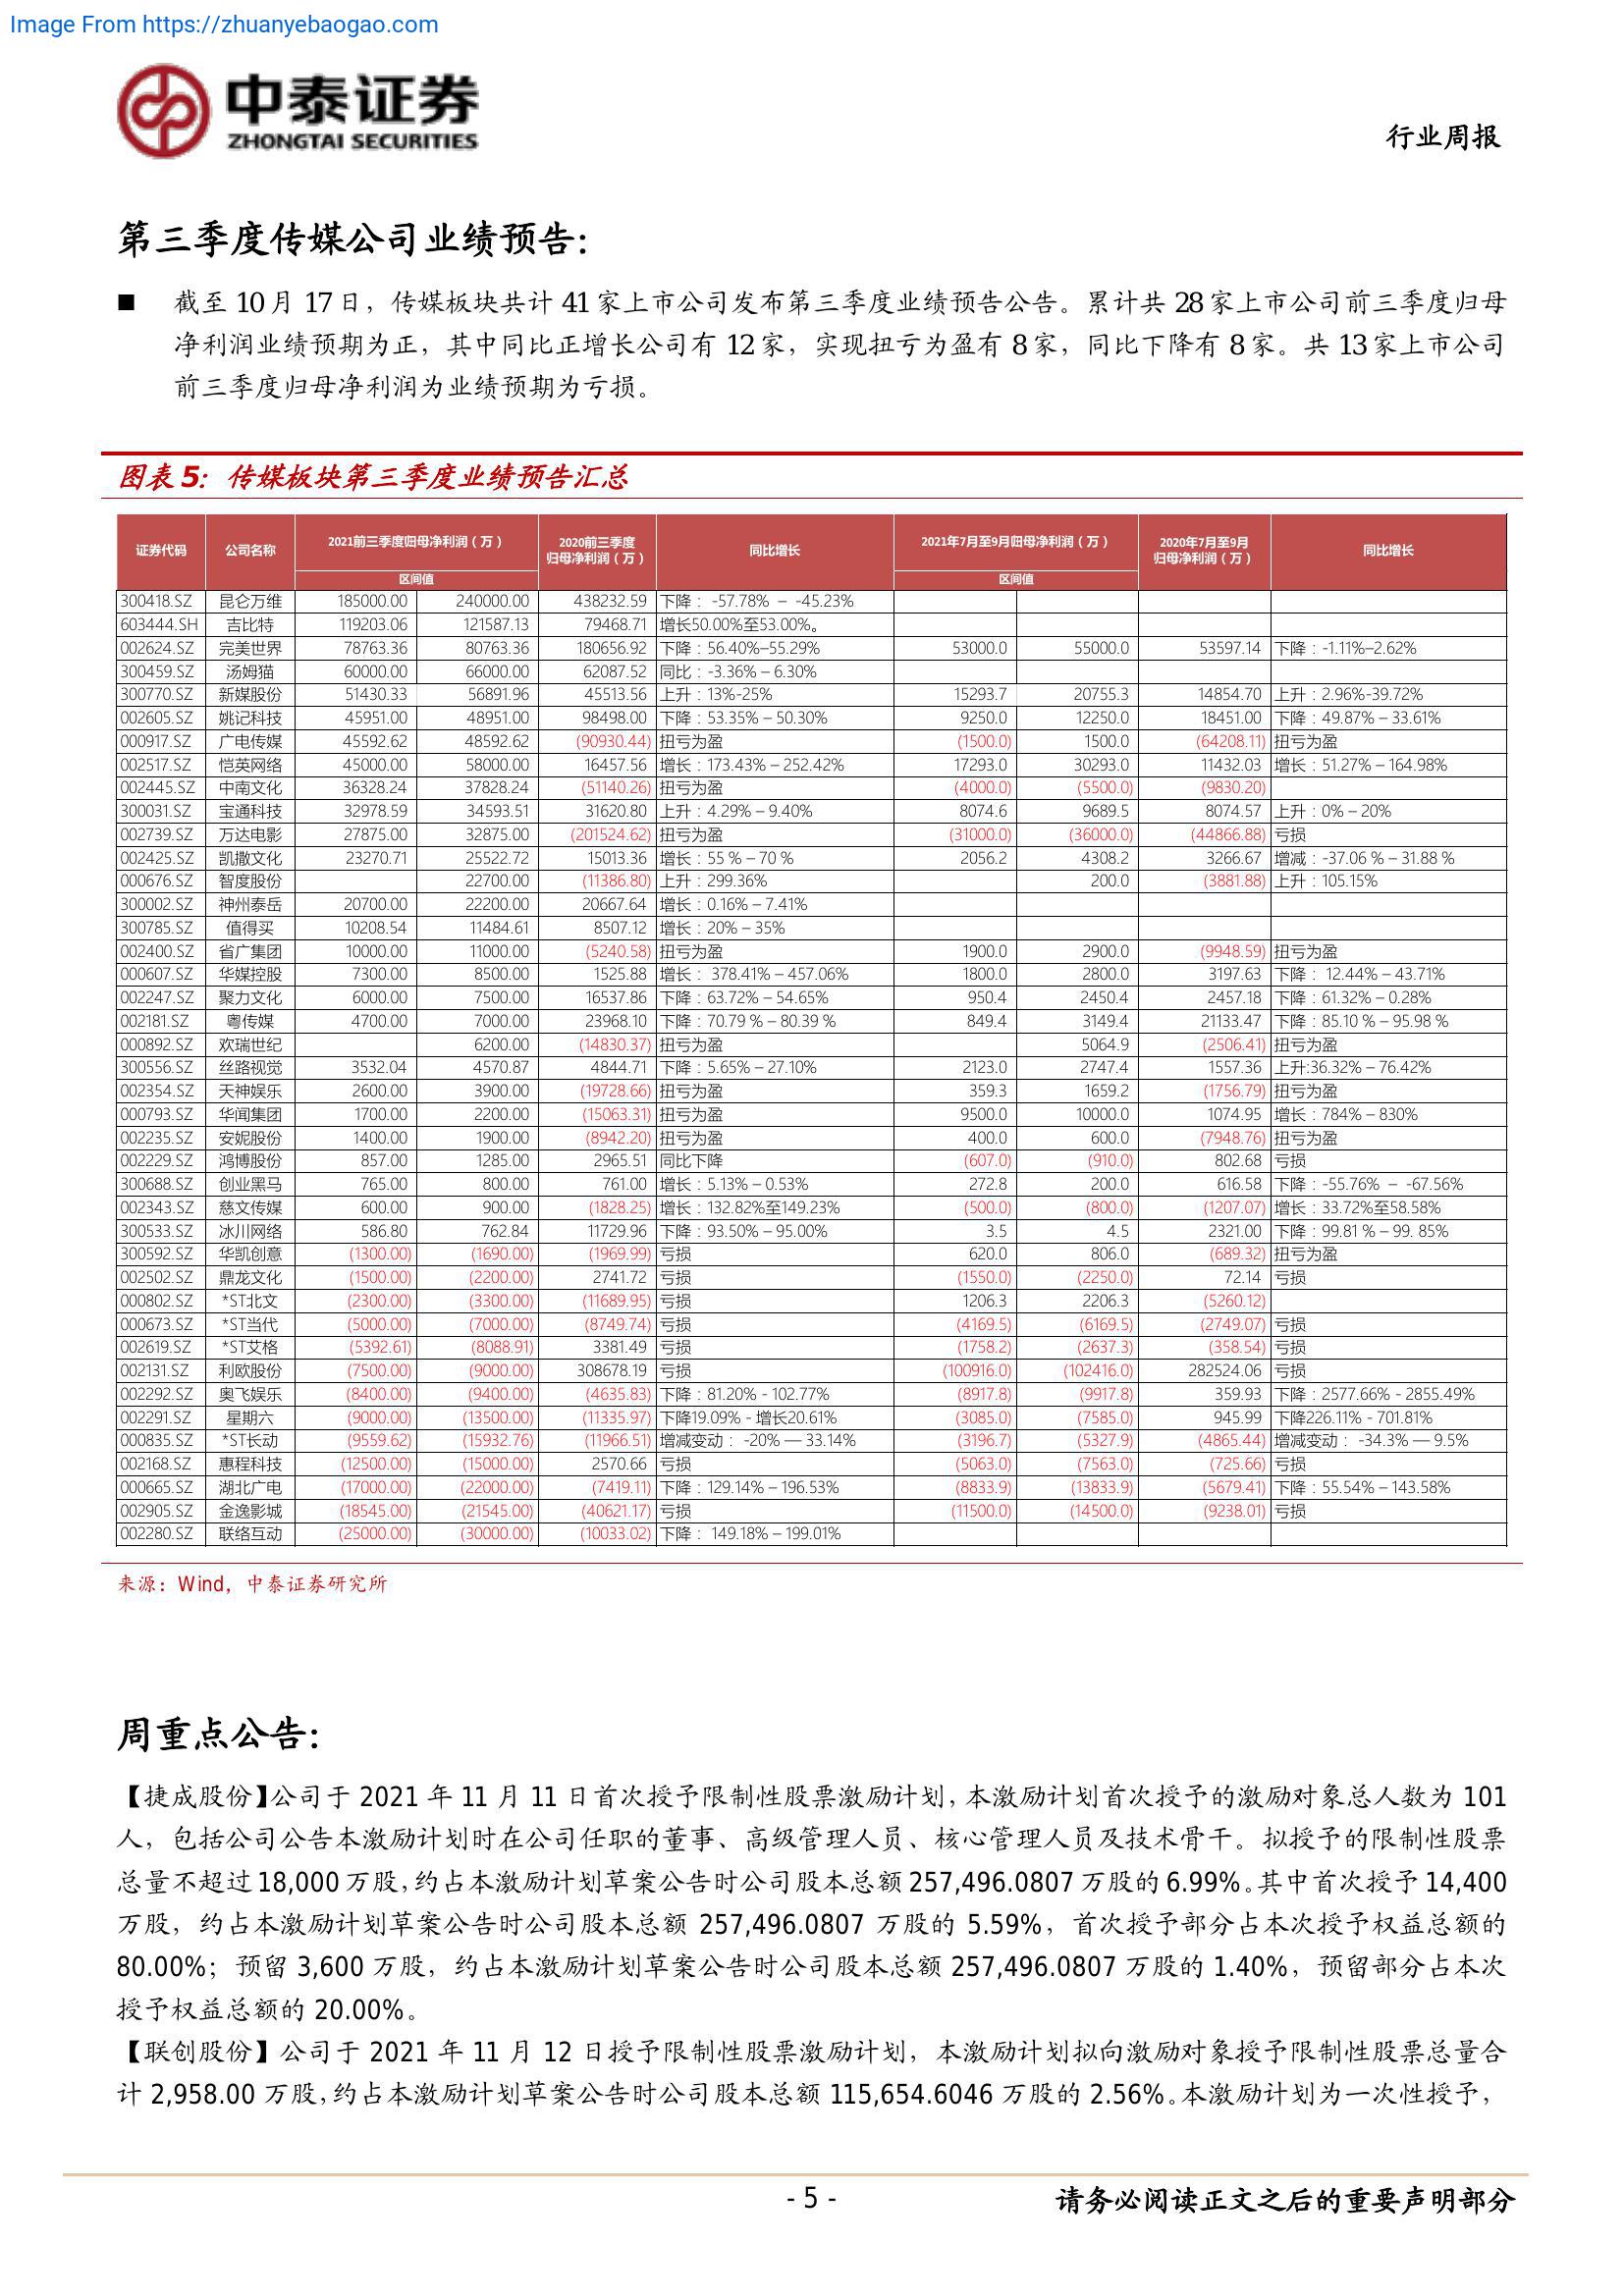 Image From https://zhuanyebaogao.com
中泰证券
ZHONGTAI SECURITIES
行业周报
第三季度传媒公司业绩预告：
■ 截至 10 月 17 日，传媒板块共计 41 家上市公司发布第三季度业绩预告公告。累计共 28 家上市公司前三季度归母
净利润业绩预期为正，其中同比正增长公司有 12 家，实现扭亏为盈有 8 家，同比下降有 8 家。共 13 家上市公司
前三季度归母净利润为业绩预期为亏损。
图表 5：传媒板块第三季度业绩预告汇总
证券代码 公司名称 2021前三季度归母净利润（万） 2020前三季度归母净利润（万） 同比增长 2021年7月至9月归母净利润（万） 2020年7月至9月归母净利润（万） 同比增长
区间值 区间值
300418.SZ 昆仑万维 185000.00 240000.00 438232.59 下降： -57.78% － -45.23%
603444.SH 吉比特 119203.06 121587.13 79468.71 增长50.00%至53.00%。
002624.SZ 完美世界 78763.36 80763.36 180656.92 下降：56.40%–55.29% 53000.0 55000.0 53597.14 下降：-1.11%–2.62%
300459.SZ 汤姆猫 60000.00 66000.00 62087.52 同比：-3.36% – 6.30%
300770.SZ 新媒股份 51430.33 56891.96 45513.56 上升：13%-25% 15293.7 20755.3 14854.70 上升：2.96%-39.72%
002605.SZ 姚记科技 45951.00 48951.00 98498.00 下降：53.35% – 50.30% 9250.0 12250.0 18451.00 下降：49.87% – 33.61%
000917.SZ 广电传媒 45592.62 48592.62 (90930.44) 扭亏为盈 (1500.0) 1500.0 (64208.11) 扭亏为盈
002517.SZ 恺英网络 45000.00 58000.00 16457.56 增长：173.43% – 252.42% 17293.0 30293.0 11432.03 增长：51.27% – 164.98%
002445.SZ 中南文化 36328.24 37828.24 (51140.26) 扭亏为盈 (4000.0) (5500.0) (9830.20)
300031.SZ 宝通科技 32978.59 34593.51 31620.80 上升：4.29% – 9.40% 8074.6 9689.5 8074.57 上升：0% – 20%
002739.SZ 万达电影 27875.00 32875.00 (201524.62) 扭亏为盈 (31000.0) (36000.0) (44866.88) 亏损
002425.SZ 凯撒文化 23270.71 25522.72 15013.36 增长：55 % – 70 % 2056.2 4308.2 3266.67 增减：-37.06 % – 31.88 %
000676.SZ 智度股份 22700.00 (11386.80) 上升：299.36% 200.0 (3881.88) 上升：105.15%
300002.SZ 神州泰岳 20700.00 22200.00 20667.64 增长：0.16% – 7.41%
300785.SZ 值得买 10208.54 11484.61 8507.12 增长：20% – 35%
002400.SZ 省广集团 10000.00 11000.00 (5240.58) 扭亏为盈 1900.0 2900.0 (9948.59) 扭亏为盈
000607.SZ 华媒控股 7300.00 8500.00 1525.88 增长： 378.41% – 457.06% 1800.0 2800.0 3197.63 下降： 12.44% – 43.71%
002247.SZ 聚力文化 6000.00 7500.00 16537.86 下降：63.72% – 54.65% 950.4 2450.4 2457.18 下降：61.32% – 0.28%
002181.SZ 粤传媒 4700.00 7000.00 23968.10 下降：70.79 % – 80.39 % 849.4 3149.4 21133.47 下降：85.10 % – 95.98 %
000892.SZ 欢瑞世纪 6200.00 (14830.37) 扭亏为盈 5064.9 (2506.41) 扭亏为盈
300556.SZ 丝路视觉 3532.04 4570.87 4844.71 下降：5.65% – 27.10% 2123.0 2747.4 1557.36 上升:36.32% – 76.42%
002354.SZ 天神娱乐 2600.00 3900.00 (19728.66) 扭亏为盈 359.3 1659.2 (1756.79) 扭亏为盈
000793.SZ 华闻集团 1700.00 2200.00 (15063.31) 扭亏为盈 9500.0 10000.0 1074.95 增长：784% – 830%
002235.SZ 安妮股份 1400.00 1900.00 (8942.20) 扭亏为盈 400.0 600.0 (7948.76) 扭亏为盈
002229.SZ 鸿博股份 857.00 1285.00 2965.51 同比下降 (607.0) (910.0) 802.68 亏损
300688.SZ 创业黑马 765.00 800.00 761.00 增长：5.13% – 0.53% 272.8 200.0 616.58 下降：-55.76% － -67.56%
002343.SZ 慈文传媒 600.00 900.00 (1828.25) 增长：132.82%至149.23% (500.0) (800.0) (1207.07) 增长：33.72%至58.58%
300533.SZ 冰川网络 586.80 762.84 11729.96 下降：93.50% – 95.00% 3.5 4.5 2321.00 下降：99.81 % – 99. 85%
300592.SZ 华凯创意 (1300.00) (1690.00) (1969.99) 亏损 620.0 806.0 (689.32) 扭亏为盈
002502.SZ 鼎龙文化 (1500.00) (2200.00) 2741.72 亏损 (1550.0) (2250.0) 72.14 亏损
000802.SZ *ST北文 (2300.00) (3300.00) (11689.95) 亏损 1206.3 2206.3 (5260.12)
000673.SZ *ST当代 (5000.00) (7000.00) (8749.74) 亏损 (4169.5) (6169.5) (2749.07) 亏损
002619.SZ *ST艾格 (5392.61) (8088.91) 3381.49 亏损 (1758.2) (2637.3) (358.54) 亏损
002131.SZ 利欧股份 (7500.00) (9000.00) 308678.19 亏损 (100916.0) (102416.0) 282524.06 亏损
002292.SZ 奥飞娱乐 (8400.00) (9400.00) (4635.83) 下降：81.20% - 102.77% (8917.8) (9917.8) 359.93 下降：2577.66% - 2855.49%
002291.SZ 星期六 (9000.00) (13500.00) (11335.97) 下降19.09% - 增长20.61% (3085.0) (7585.0) 945.99 下降226.11% - 701.81%
000835.SZ *ST长动 (9559.62) (15932.76) (11966.51) 增减变动： -20% — 33.14% (3196.7) (5327.9) (4865.44) 增减变动： -34.3% — 9.5%
002168.SZ 惠程科技 (12500.00) (15000.00) 2570.66 亏损 (5063.0) (7563.0) (725.66) 亏损
000665.SZ 湖北广电 (17000.00) (22000.00) (7419.11) 下降：129.14% – 196.53% (8833.9) (13833.9) (5679.41) 下降：55.54% – 143.58%
002905.SZ 金逸影城 (18545.00) (21545.00) (40621.17) 亏损 (11500.0) (14500.0) (9238.01) 亏损
002280.SZ 联络互动 (25000.00) (30000.00) (10033.02) 下降： 149.18% – 199.01%
来源：Wind，中泰证券研究所
周重点公告：
【捷成股份】公司于 2021 年 11 月 11 日首次授予限制性股票激励计划，本激励计划首次授予的激励对象总人数为 101
人，包括公司公告本激励计划时在公司任职的董事、高级管理人员、核心管理人员及技术骨干。拟授予的限制性股票
总量不超过 18,000 万股，约占本激励计划草案公告时公司股本总额 257,496.0807 万股的 6.99%。其中首次授予 14,400
万股，约占本激励计划草案公告时公司股本总额 257,496.0807 万股的 5.59%，首次授予部分占本次授予权益总额的
80.00%；预留 3,600 万股，约占本激励计划草案公告时公司股本总额 257,496.0807 万股的 1.40%，预留部分占本次
授予权益总额的 20.00%。
【联创股份】公司于 2021 年 11 月 12 日授予限制性股票激励计划，本激励计划拟向激励对象授予限制性股票总量合
计 2,958.00 万股，约占本激励计划草案公告时公司股本总额 115,654.6046 万股的 2.56%。本激励计划为一次性授予，
- 5 -
请务必阅读正文之后的重要声明部分